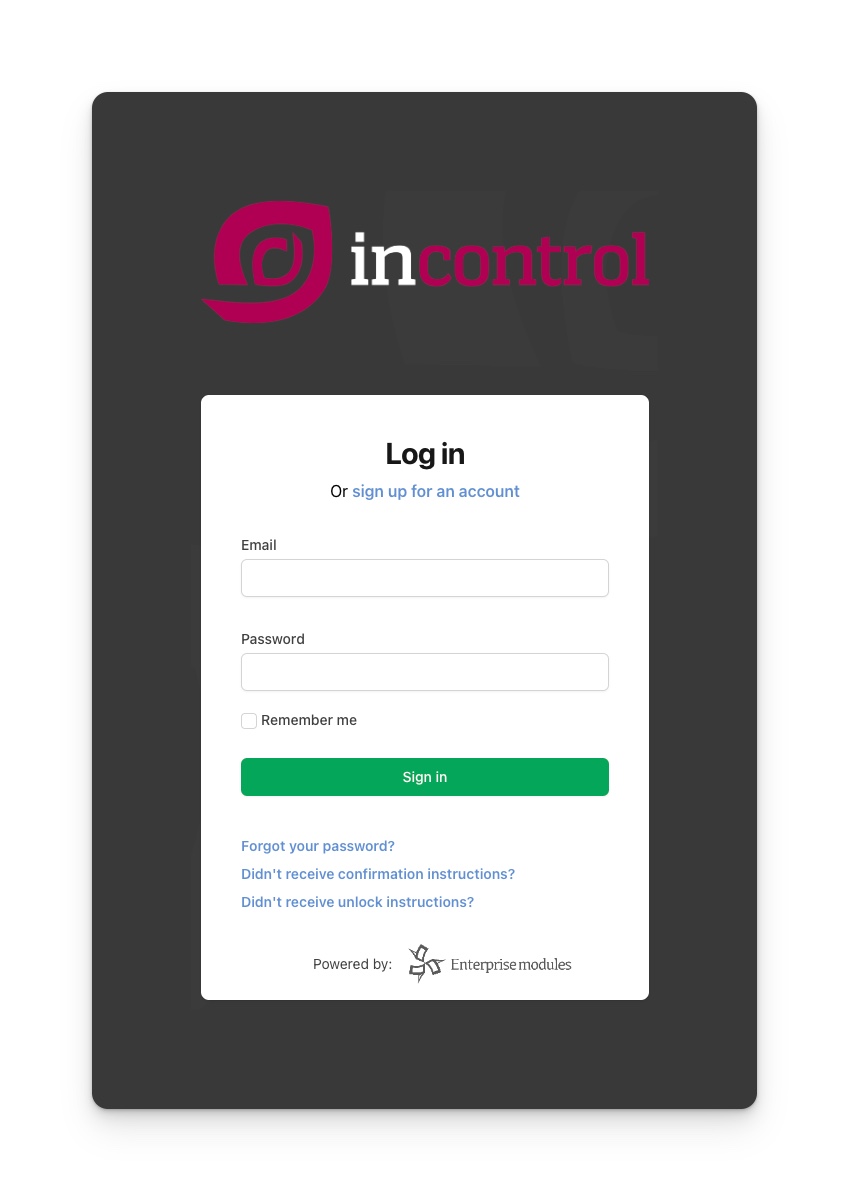 incontrol
Log in
Or sign up for an account
Email
Password
Remember me
Sign in
Forgot your password?
Didn't receive confirmation instructions?
Didn't receive unlock instructions?
Powered by: Enterprise modules